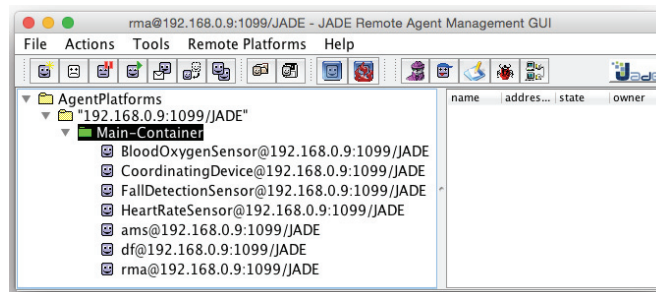 rma@192.168.0.9:1099/JADE - JADE Remote Agent Management GUI
File Actions Tools Remote Platforms Help
Jade
AgentPlatforms
"192.168.0.9:1099/JADE"
Main-Container
BloodOxygenSensor@192.168.0.9:1099/JADE
CoordinatingDevice@192.168.0.9:1099/JADE
FallDetectionSensor@192.168.0.9:1099/JADE
HeartRateSensor@192.168.0.9:1099/JADE
ams@192.168.0.9:1099/JADE
df@192.168.0.9:1099/JADE
rma@192.168.0.9:1099/JADE
name addres... state owner